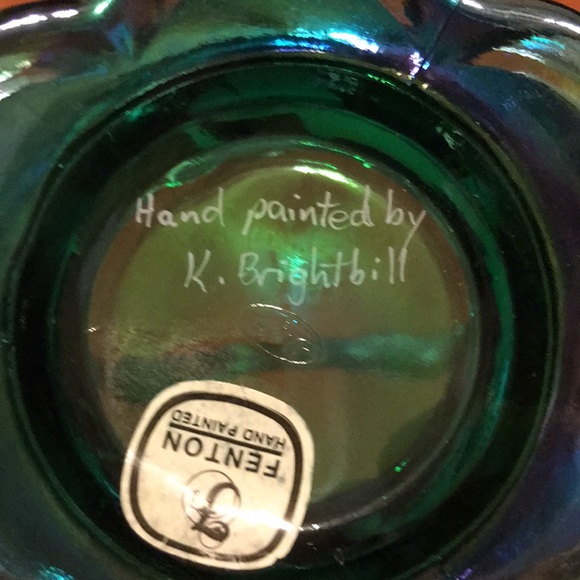 Hand painted by
K. Brightbill
FENTON®
HAND PAINTED